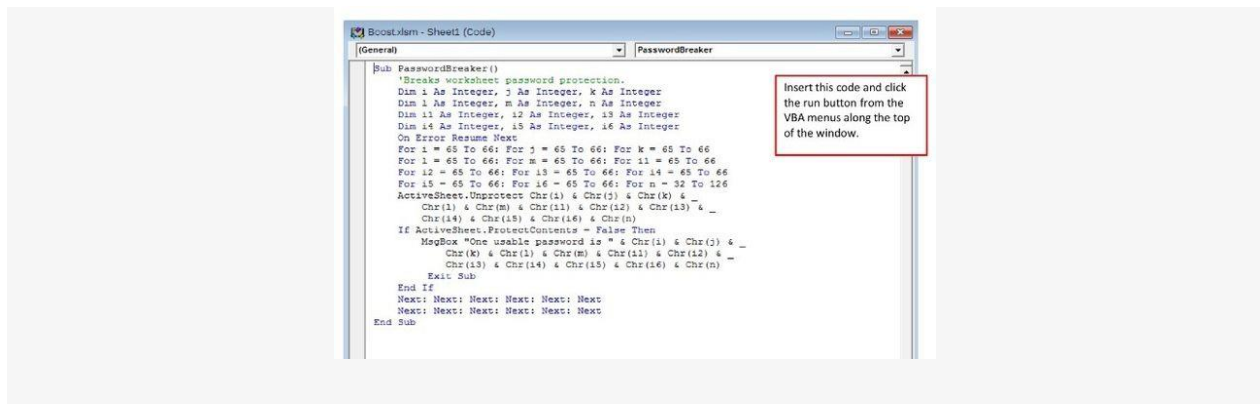 Boost.xlsm - Sheet1 (Code)
(General) PasswordBreaker
Sub PasswordBreaker()
'Breaks worksheet password protection.
Dim i As Integer, j As Integer, k As Integer
Dim l As Integer, m As Integer, n As Integer
Dim i1 As Integer, i2 As Integer, i3 As Integer
Dim i4 As Integer, i5 As Integer, i6 As Integer
On Error Resume Next
For i = 65 To 66: For j = 65 To 66: For k = 65 To 66
For l = 65 To 66: For m = 65 To 66: For i1 = 65 To 66
For i2 = 65 To 66: For i3 = 65 To 66: For i4 = 65 To 66
For i5 = 65 To 66: For i6 = 65 To 66: For n = 32 To 126
ActiveSheet.Unprotect Chr(i) & Chr(j) & Chr(k) & _
Chr(l) & Chr(m) & Chr(i1) & Chr(i2) & Chr(i3) & _
Chr(i4) & Chr(i5) & Chr(i6) & Chr(n)
If ActiveSheet.ProtectContents = False Then
MsgBox "One usable password is " & Chr(i) & Chr(j) & _
Chr(k) & Chr(l) & Chr(m) & Chr(i1) & Chr(i2) & _
Chr(i3) & Chr(i4) & Chr(i5) & Chr(i6) & Chr(n)
Exit Sub
End If
Next: Next: Next: Next: Next: Next
Next: Next: Next: Next: Next: Next
End Sub
Insert this code and click
the run button from the
VBA menus along the top
of the window.